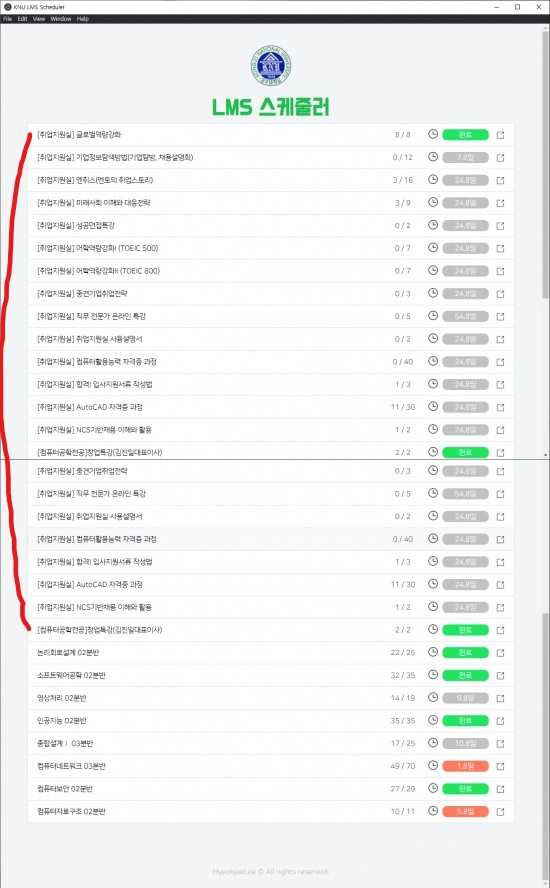 KNU LMS Scheduler
File Edit View Window Help
LMS 스케줄러
[취업지원실] 글로벌역량강화 8 / 8 완료
[취업지원실] 기업정보탐색방법(기업탐방, 채용설명회) 0 / 12 7.8일
[취업지원실] 멘취스(멘토의 취업스토리) 3 / 16 24.8일
[취업지원실] 미래사회 이해와 대응전략 3 / 9 24.8일
[취업지원실] 성공면접특강 0 / 2 24.8일
[취업지원실] 어학역량강화I (TOEIC 500) 0 / 7 24.8일
[취업지원실] 어학역량강화II (TOEIC 800) 0 / 7 24.8일
[취업지원실] 중견기업취업전략 0 / 3 24.8일
[취업지원실] 직무 전문가 온라인 특강 0 / 5 54.8일
[취업지원실] 취업지원실 사용설명서 0 / 2 24.8일
[취업지원실] 컴퓨터활용능력 자격증 과정 0 / 40 24.8일
[취업지원실] 합격! 입사지원서류 작성법 1 / 3 24.8일
[취업지원실] AutoCAD 자격증 과정 11 / 30 24.8일
[취업지원실] NCS기반채용 이해와 활용 1 / 2 24.8일
[컴퓨터공학전공]창업특강(김진일대표이사) 2 / 2 완료
[취업지원실] 중견기업취업전략 0 / 3 24.8일
[취업지원실] 직무 전문가 온라인 특강 0 / 5 54.8일
[취업지원실] 취업지원실 사용설명서 0 / 2 24.8일
[취업지원실] 컴퓨터활용능력 자격증 과정 0 / 40 24.8일
[취업지원실] 합격! 입사지원서류 작성법 1 / 3 24.8일
[취업지원실] AutoCAD 자격증 과정 11 / 30 24.8일
[취업지원실] NCS기반채용 이해와 활용 1 / 2 24.8일
[컴퓨터공학전공]창업특강(김진일대표이사) 2 / 2 완료
논리회로설계 02분반 22 / 25 완료
소프트웨어공학 02분반 32 / 35 완료
영상처리 02분반 14 / 19 9.8일
인공지능 02분반 35 / 35 완료
종합설계Ⅰ 03분반 17 / 25 10.8일
컴퓨터네트워크 03분반 49 / 70 1.8일
컴퓨터보안 02분반 27 / 29 완료
컴퓨터자료구조 02분반 10 / 11 5.8일
© All rights reserved.